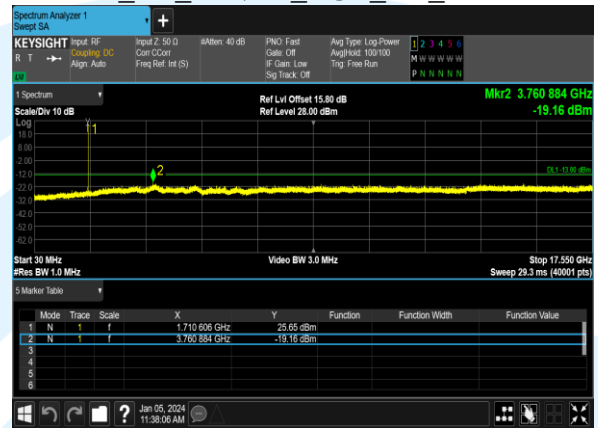 Spectrum Analyzer 1
Swept SA
+
KEYSIGHT Input: RF Input Z: 50 Ω #Atten: 40 dB PNO: Fast Avg Type: Log-Power 1 2 3 4 5 6
R T Coupling: DC Corr CCorr Gate: Off Avg|Hold: 100/100 M W W W W W
Align: Auto Freq Ref: Int (S) IF Gain: Low Trig: Free Run
Sig Track: Off P N N N N N
1 Spectrum Mkr2 3.760 884 GHz
Ref Lvl Offset 15.80 dB
Scale/Div 10 dB Ref Level 28.00 dBm -19.16 dBm
Log
1
18.0
8.00
-2.00
-12.0 2 DL1 -13.00 dBm
-22.0
-32.0
-42.0
-52.0
-62.0
Start 30 MHz Video BW 3.0 MHz Stop 17.550 GHz
#Res BW 1.0 MHz Sweep 29.3 ms (40001 pts)
5 Marker Table
Mode Trace Scale X Y Function Function Width Function Value
1 N 1 f 1.710 606 GHz 25.65 dBm
2 N 1 f 3.760 884 GHz -19.16 dBm
3
4
5
6
? Jan 05, 2024
11:38:06 AM